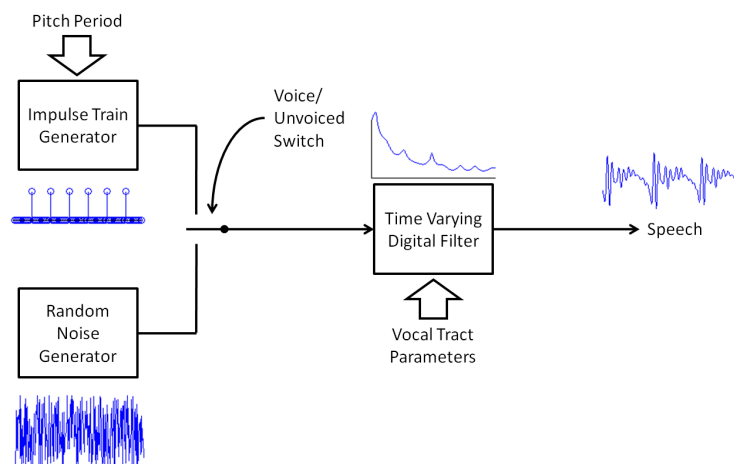 Pitch Period
Impulse Train
Generator
Voice/
Unvoiced
Switch
Time Varying
Digital Filter
Speech
Random
Noise
Generator
Vocal Tract
Parameters